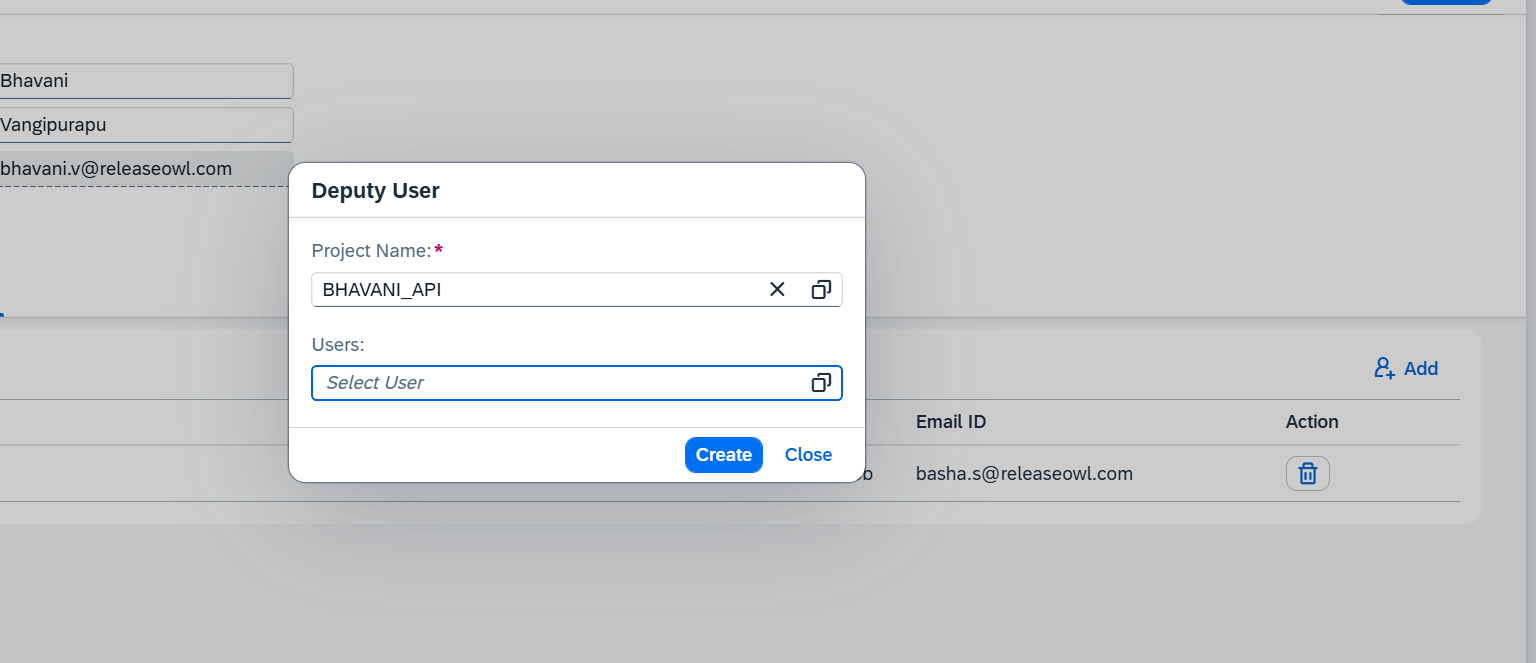 Bhavani
Vangipurapu
bhavani.v@releaseowl.com
Deputy User
Project Name:*
BHAVANI_API
Users:
Select User
Create Close
Add
Email ID Action
b basha.s@releaseowl.com